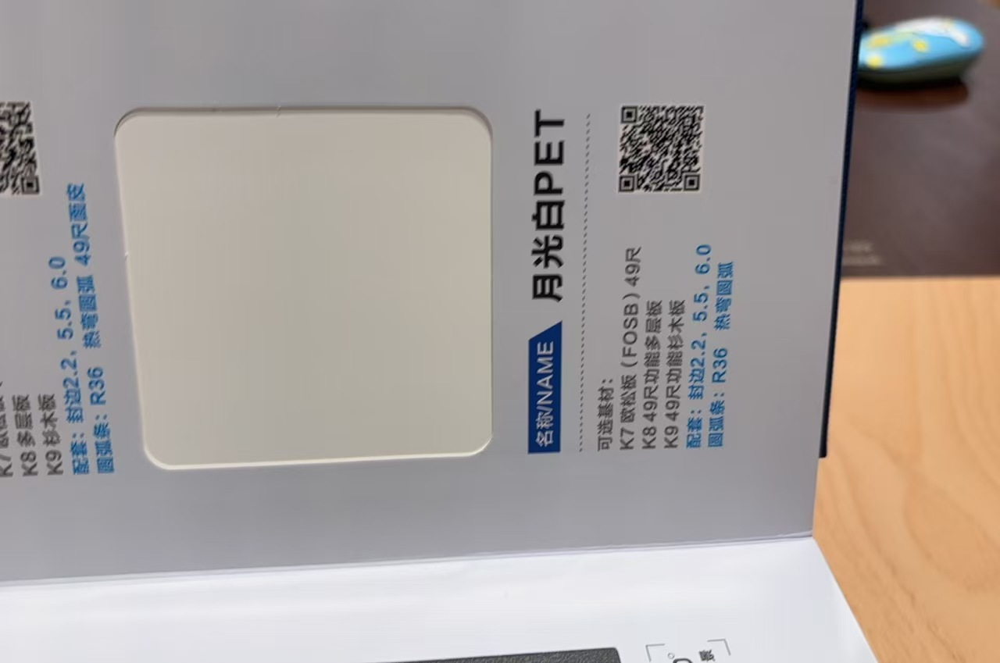 K8 多层板
K9 杉木板
配套：封边2.2，5.5，6.0
圆弧条：R36 热弯圆弧 49尺面皮
名称/NAME 月光白PET
可选基材：
K7 欧松板（FOSB）49尺
K8 49尺功能多层板
K9 49尺功能杉木板
配套：封边2.2，5.5，6.0
圆弧条：R36 热弯圆弧